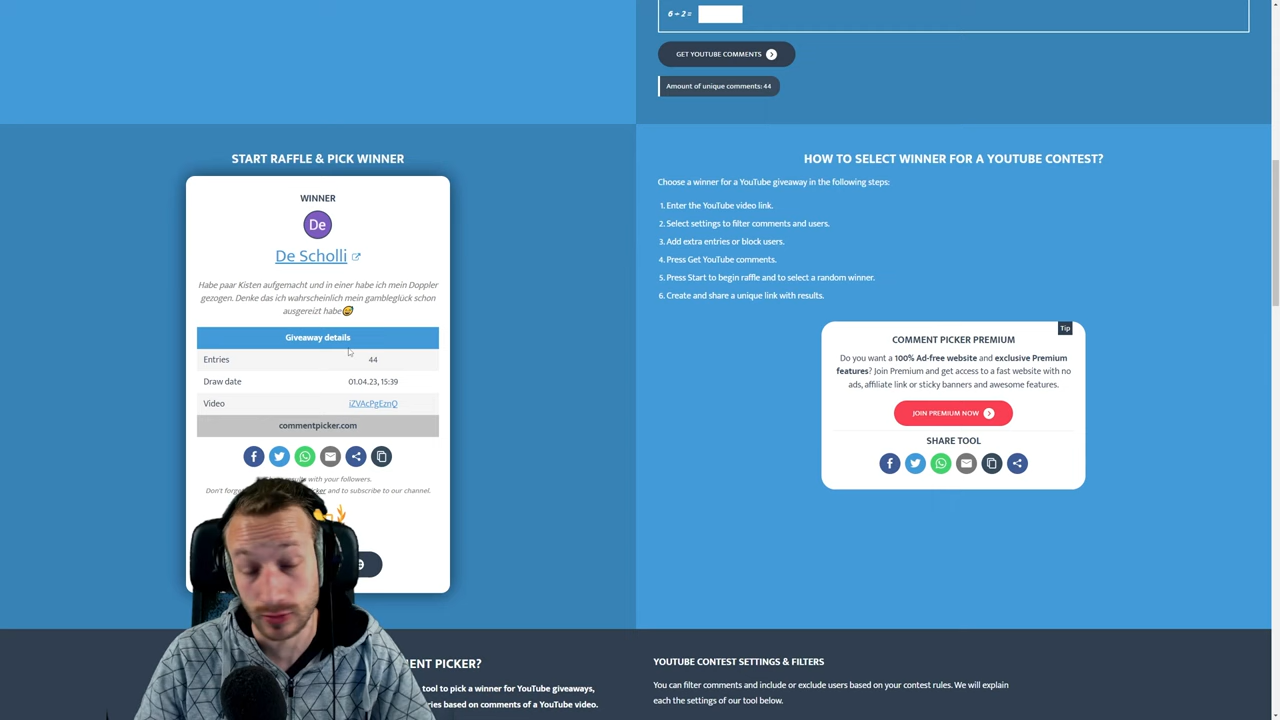 6 − 2 =
GET YOUTUBE COMMENTS
Amount of unique comments: 44
START RAFFLE & PICK WINNER
WINNER
De
De Scholli
Habe paar Kisten aufgemacht und in einer habe ich mein Doppler
gezogen. Denke das ich wahrscheinlich mein gambleglück schon
ausgereizt habe😅
Giveaway details
Entries 44
Draw date 01.04.23, 15:39
Video iZVAcPgEznQ
commentpicker.com
results with your followers.
Don't forge and to subscribe to our channel.
HOW TO SELECT WINNER FOR A YOUTUBE CONTEST?
Choose a winner for a YouTube giveaway in the following steps:
1. Enter the YouTube video link.
2. Select settings to filter comments and users.
3. Add extra entries or block users.
4. Press Get YouTube comments.
5. Press Start to begin raffle and to select a random winner.
6. Create and share a unique link with results.
Tip
COMMENT PICKER PREMIUM
Do you want a 100% Ad-free website and exclusive Premium
features? Join Premium and get access to a fast website with no
ads, affiliate link or sticky banners and awesome features.
JOIN PREMIUM NOW
SHARE TOOL
MENT PICKER?
tool to pick a winner for YouTube giveaways,
ries based on comments of a YouTube video.
YOUTUBE CONTEST SETTINGS & FILTERS
You can filter comments and include or exclude users based on your contest rules. We will explain
each the settings of our tool below.